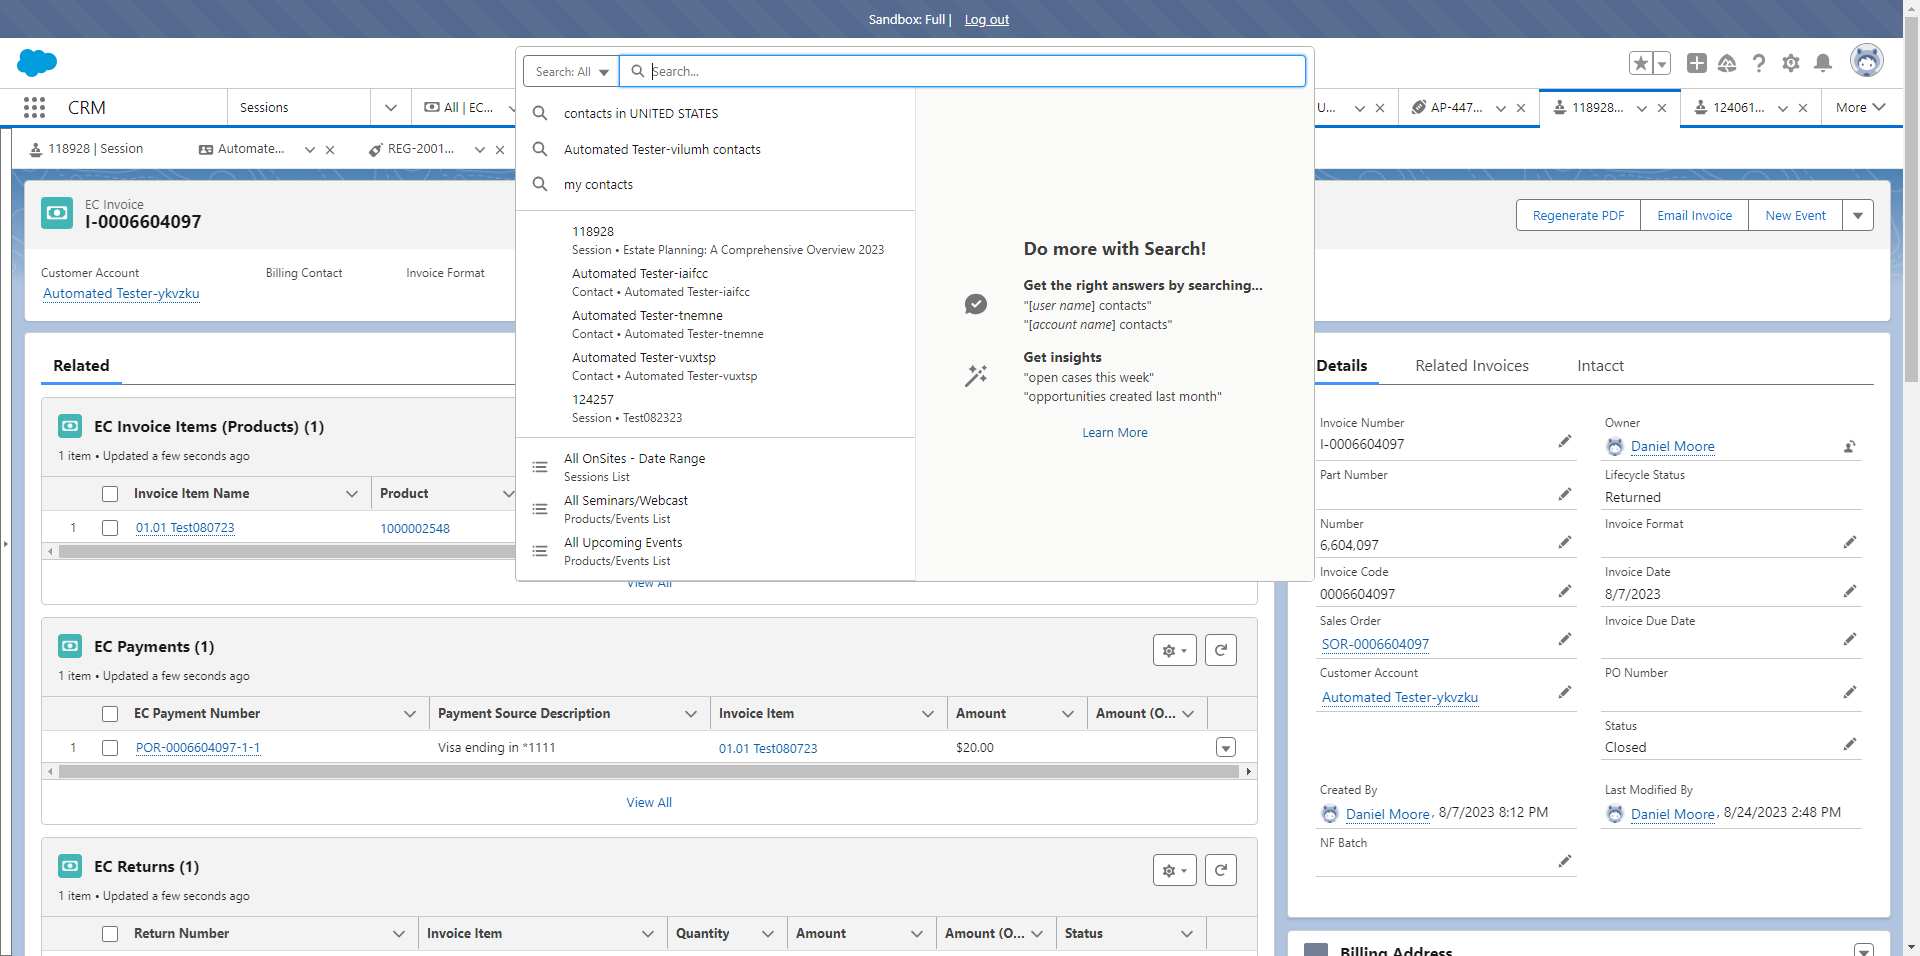 Sandbox: Full | Log out
Search: All
Search...
CRM
Sessions
All | EC...
U...
AP-447...
118928...
124061...
More
118928 | Session
Automate...
REG-2001...
contacts in UNITED STATES
Automated Tester-vilumh contacts
my contacts
118928
Session • Estate Planning: A Comprehensive Overview 2023
Automated Tester-iaifcc
Contact • Automated Tester-iaifcc
Automated Tester-tnemne
Contact • Automated Tester-tnemne
Automated Tester-vuxtsp
Contact • Automated Tester-vuxtsp
124257
Session • Test082323
All OnSites - Date Range
Sessions List
All Seminars/Webcast
Products/Events List
All Upcoming Events
Products/Events List
Do more with Search!
Get the right answers by searching...
"[user name] contacts"
"[account name] contacts"
Get insights
"open cases this week"
"opportunities created last month"
Learn More
EC Invoice
I-0006604097
Regenerate PDF
Email Invoice
New Event
Customer Account
Billing Contact
Invoice Format
Automated Tester-ykvzku
Related
EC Invoice Items (Products) (1)
1 item • Updated a few seconds ago
Invoice Item Name
Product
1
01.01 Test080723
1000002548
View All
EC Payments (1)
1 item • Updated a few seconds ago
EC Payment Number
Payment Source Description
Invoice Item
Amount
Amount (O...
1
POR-0006604097-1-1
Visa ending in *1111
01.01 Test080723
$20.00
View All
EC Returns (1)
1 item • Updated a few seconds ago
Return Number
Invoice Item
Quantity
Amount
Amount (O...
Status
Details
Related Invoices
Intacct
Invoice Number
I-0006604097
Owner
Daniel Moore
Part Number
Lifecycle Status
Returned
Number
6,604,097
Invoice Format
Invoice Code
0006604097
Invoice Date
8/7/2023
Sales Order
SOR-0006604097
Invoice Due Date
Customer Account
Automated Tester-ykvzku
PO Number
Status
Closed
Created By
Daniel Moore, 8/7/2023 8:12 PM
Last Modified By
Daniel Moore, 8/24/2023 2:48 PM
NF Batch
Billing Address